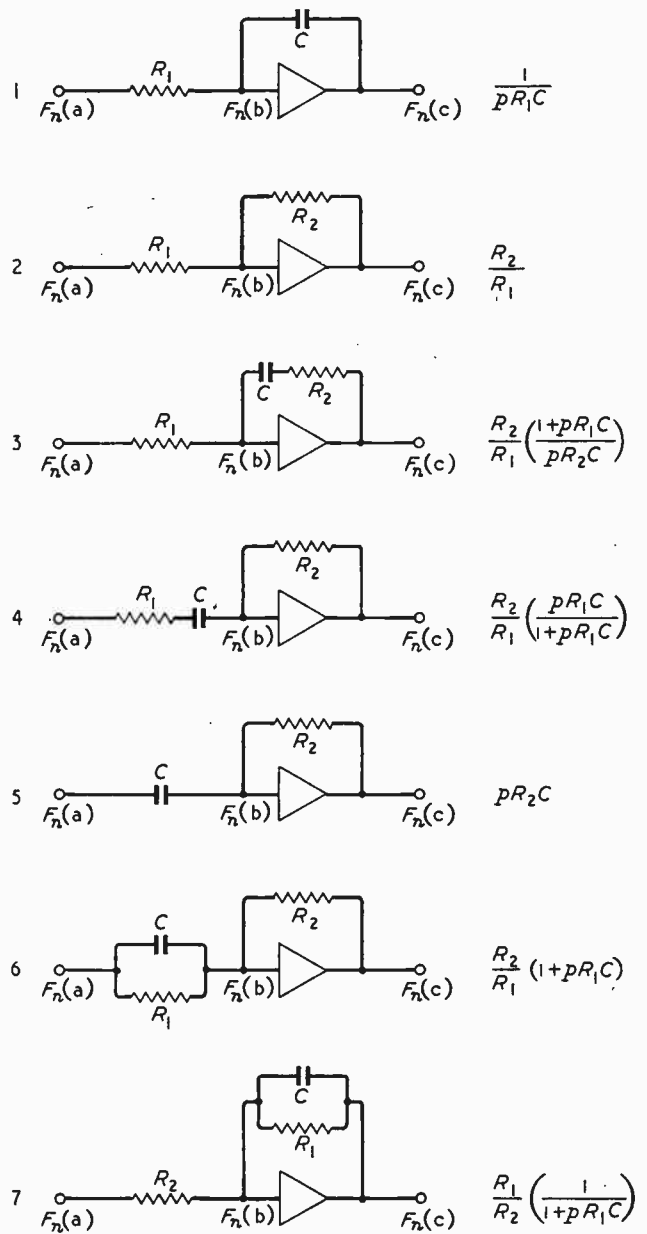 C
1 R₁ 1/(pR₁C)
Fₙ(a) Fₙ(b) Fₙ(c)
R₂
2 R₁ R₂/R₁
Fₙ(a) Fₙ(b) Fₙ(c)
C R₂
3 R₁ R₂/R₁ ((1+pR₁C)/(pR₂C))
Fₙ(a) Fₙ(b) Fₙ(c)
R₂
4 R₁ C R₂/R₁ (pR₁C/(1+pR₁C))
Fₙ(a) Fₙ(b) Fₙ(c)
R₂
5 C pR₂C
Fₙ(a) Fₙ(b) Fₙ(c)
C R₂
6 R₂/R₁ (1+pR₁C)
Fₙ(a) R₁ Fₙ(b) Fₙ(c)
C
R₁
7 R₂ R₁/R₂ (1/(1+pR₁C))
Fₙ(a) Fₙ(b) Fₙ(c)